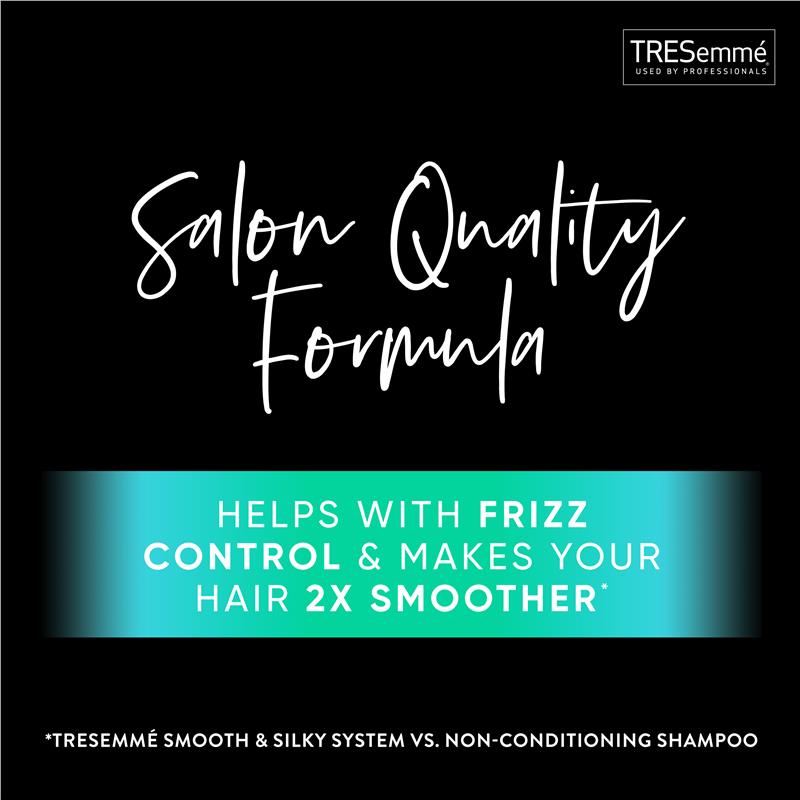 TRESemmé
USED BY PROFESSIONALS
Salon Quality
Formula
HELPS WITH FRIZZ
CONTROL & MAKES YOUR
HAIR 2X SMOOTHER*
*TRESEMMÉ SMOOTH & SILKY SYSTEM VS. NON-CONDITIONING SHAMPOO